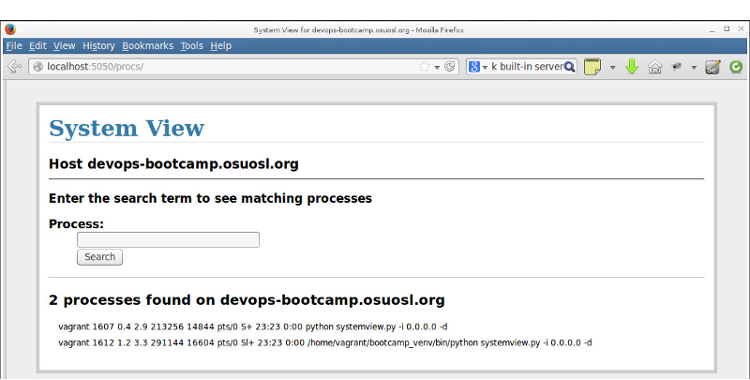 System View for devops-bootcamp.osuosl.org - Mozilla Firefox
File Edit View History Bookmarks Tools Help
localhost:5050/procs/
k built-in server
System View
Host devops-bootcamp.osuosl.org
Enter the search term to see matching processes
Process:
Search
2 processes found on devops-bootcamp.osuosl.org
vagrant 1607 0.4 2.9 213256 14844 pts/0 S+ 23:23 0:00 python systemview.py -i 0.0.0.0 -d
vagrant 1612 1.2 3.3 291144 16604 pts/0 Sl+ 23:23 0:00 /home/vagrant/bootcamp_venv/bin/python systemview.py -i 0.0.0.0 -d